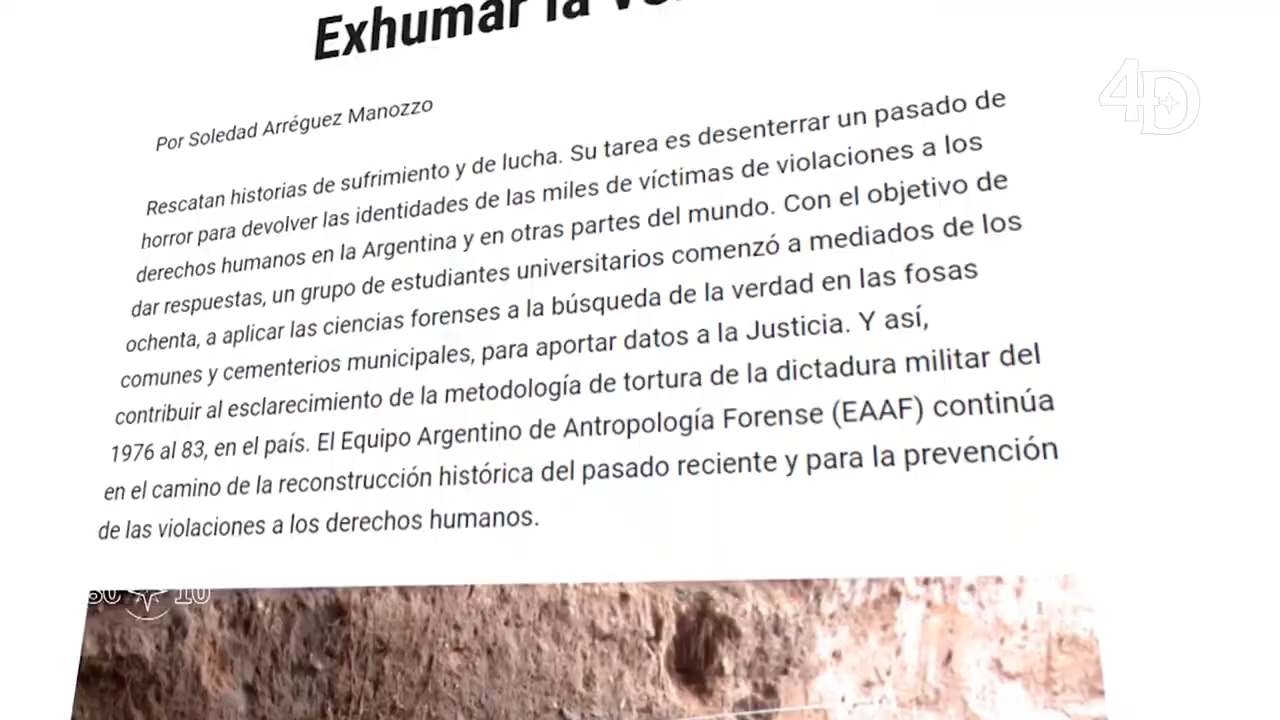 Exhumar la
4D
Por Soledad Arréguez Manozzo
Rescatan historias de sufrimiento y de lucha. Su tarea es desenterrar un pasado de
horror para devolver las identidades de las miles de víctimas de violaciones a los
derechos humanos en la Argentina y en otras partes del mundo. Con el objetivo de
dar respuestas, un grupo de estudiantes universitarios comenzó a mediados de los
ochenta, a aplicar las ciencias forenses a la búsqueda de la verdad en las fosas
comunes y cementerios municipales, para aportar datos a la Justicia. Y así,
contribuir al esclarecimiento de la metodología de tortura de la dictadura militar del
1976 al 83, en el país. El Equipo Argentino de Antropología Forense (EAAF) continúa
en el camino de la reconstrucción histórica del pasado reciente y para la prevención
de las violaciones a los derechos humanos.